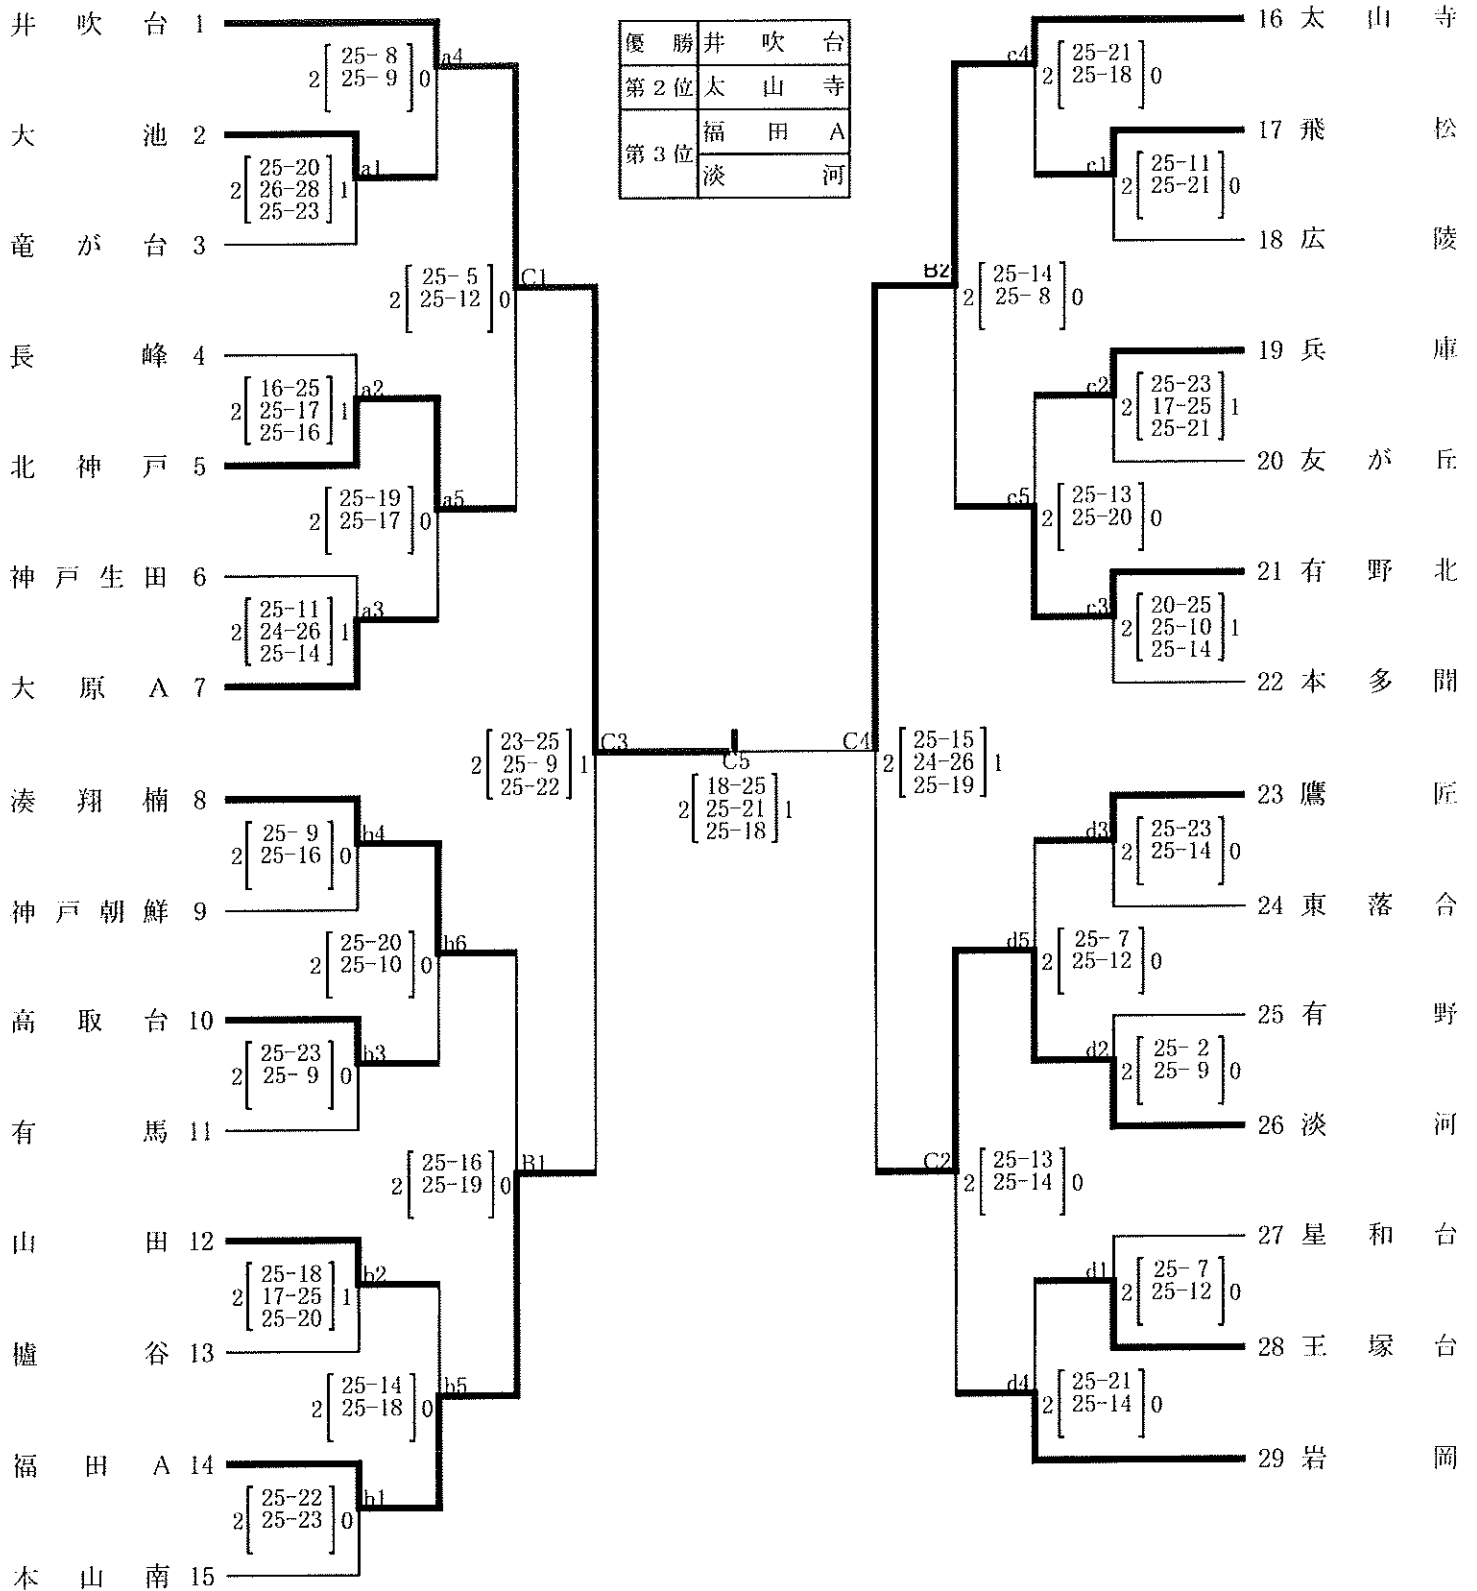 優勝 井吹台
第2位 太山寺
第3位 福田A
淡河
井吹台 1
a4
2 [25- 8 25- 9] 0
大池 2
a1
2 [25-20 26-28 25-23] 1
竜が台 3
C1
2 [25- 5 25-12] 0
長峰 4
a2
2 [16-25 25-17 25-16] 1
北神戸 5
a5
2 [25-19 25-17] 0
神戸生田 6
a3
2 [25-11 24-26 25-14] 1
大原A 7
C3
2 [23-25 25- 9 25-22] 1
C5
2 [18-25 25-21 25-18] 1
湊翔楠 8
b4
2 [25- 9 25-16] 0
神戸朝鮮 9
b6
2 [25-20 25-10] 0
高取台 10
b3
2 [25-23 25- 9] 0
有馬 11
B1
2 [25-16 25-19] 0
山田 12
b2
2 [25-18 17-25 25-20] 1
櫨谷 13
b5
2 [25-14 25-18] 0
福田A 14
b1
2 [25-22 25-23] 0
本山南 15
16 太山寺
c4
2 [25-21 25-18] 0
17 飛松
c1
2 [25-11 25-21] 0
18 広陵
B2
2 [25-14 25- 8] 0
19 兵庫
c2
2 [25-23 17-25 25-21] 1
20 友が丘
c5
2 [25-13 25-20] 0
21 有野北
c3
2 [20-25 25-10 25-14] 1
22 本多聞
C4
2 [25-15 24-26 25-19] 1
23 鷹匠
d3
2 [25-23 25-14] 0
24 東落合
d5
2 [25- 7 25-12] 0
25 有野
d2
2 [25- 2 25- 9] 0
26 淡河
C2
2 [25-13 25-14] 0
27 星和台
d1
2 [25- 7 25-12] 0
28 王塚台
d4
2 [25-21 25-14] 0
29 岩岡